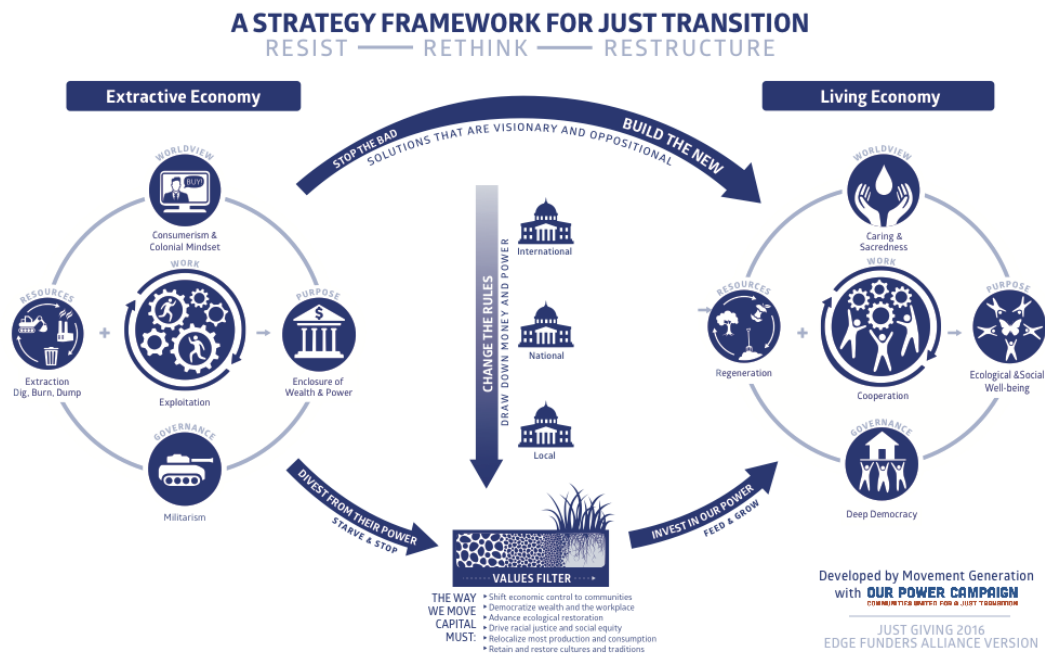 A STRATEGY FRAMEWORK FOR JUST TRANSITION
RESIST — RETHINK — RESTRUCTURE
Extractive Economy
WORLDVIEW
BUY!
Consumerism &
Colonial Mindset
RESOURCES
Extraction
Dig, Burn, Dump
+
WORK
Exploitation
PURPOSE
$
Enclosure of
Wealth & Power
GOVERNANCE
Militarism
STOP THE BAD
BUILD THE NEW
SOLUTIONS THAT ARE VISIONARY AND OPPOSITIONAL
CHANGE THE RULES
DRAW DOWN MONEY AND POWER
International
National
Local
DIVEST FROM THEIR POWER
STARVE & STOP
VALUES FILTER
INVEST IN OUR POWER
FEED & GROW
THE WAY
WE MOVE
CAPITAL
MUST:
Shift economic control to communities
Democratize wealth and the workplace
Advance ecological restoration
Drive racial justice and social equity
Relocalize most production and consumption
Retain and restore cultures and traditions
Living Economy
WORLDVIEW
Caring &
Sacredness
RESOURCES
Regeneration
+
WORK
Cooperation
PURPOSE
Ecological &Social
Well-being
GOVERNANCE
Deep Democracy
Developed by Movement Generation
with OUR POWER CAMPAIGN
COMMUNITIES UNITED FOR A JUST TRANSITION
JUST GIVING 2016
EDGE FUNDERS ALLIANCE VERSION